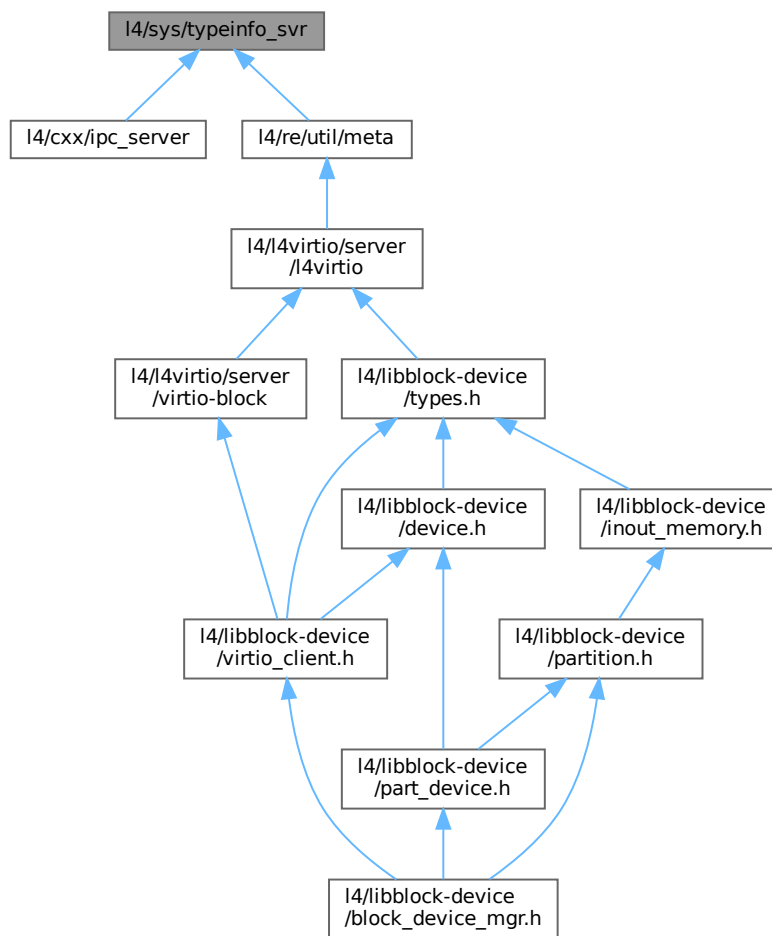 l4/sys/typeinfo_svr
l4/cxx/ipc_server
l4/re/util/meta
l4/l4virtio/server
/l4virtio
l4/l4virtio/server
/virtio-block
l4/libblock-device
/types.h
l4/libblock-device
/device.h
l4/libblock-device
/inout_memory.h
l4/libblock-device
/virtio_client.h
l4/libblock-device
/partition.h
l4/libblock-device
/part_device.h
l4/libblock-device
/block_device_mgr.h